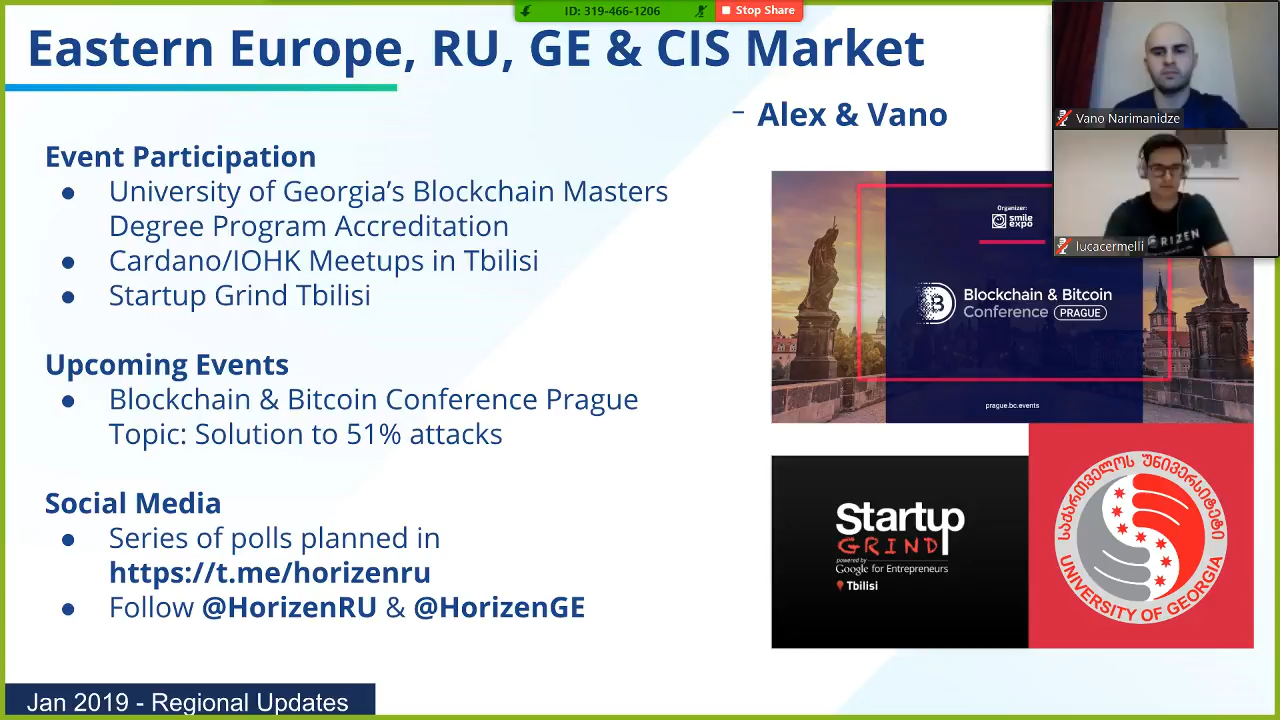 ID: 319-466-1206
Stop Share
Eastern Europe, RU, GE & CIS Market
– Alex & Vano
Vano Narimanidze
lucacermelli
RIZEN
Event Participation
● University of Georgia's Blockchain Masters
Degree Program Accreditation
● Cardano/IOHK Meetups in Tbilisi
● Startup Grind Tbilisi
Upcoming Events
● Blockchain & Bitcoin Conference Prague
Topic: Solution to 51% attacks
Social Media
● Series of polls planned in
https://t.me/horizenru
● Follow @HorizenRU & @HorizenGE
Organizer:
smile
expo
Blockchain & Bitcoin
Conference PRAGUE
prague.bc.events
Startup
GRIND
powered by
Google for Entrepreneurs
Tbilisi
საქართველოს უნივერსიტეტი
UNIVERSITY OF GEORGIA
Jan 2019 - Regional Updates